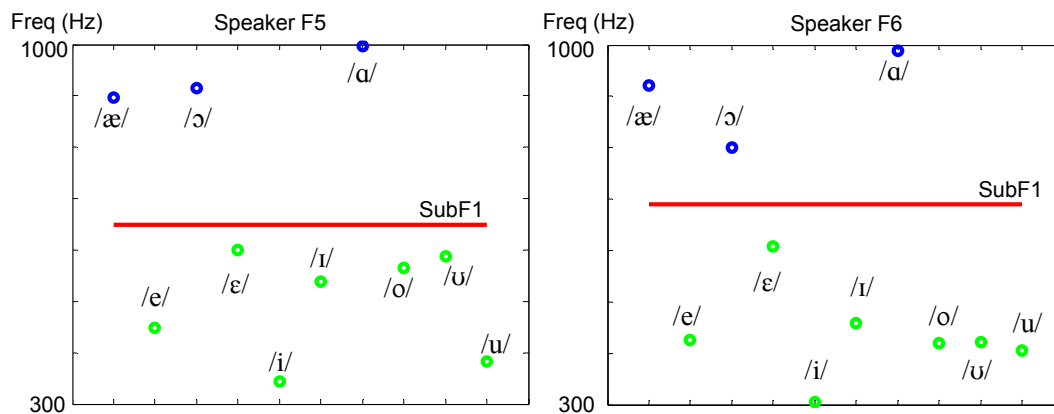 Freq (Hz) Speaker F5
1000
/ɑ/
/æ/ /ɔ/
SubF1
/ɪ/
/ɛ/ /o/ /ʊ/
/e/
/u/
/i/
300
Freq (Hz) Speaker F6
1000
/ɑ/
/æ/ /ɔ/
SubF1
/ɛ/
/ɪ/
/e/ /o/ /u/
/i/ /ʊ/
300